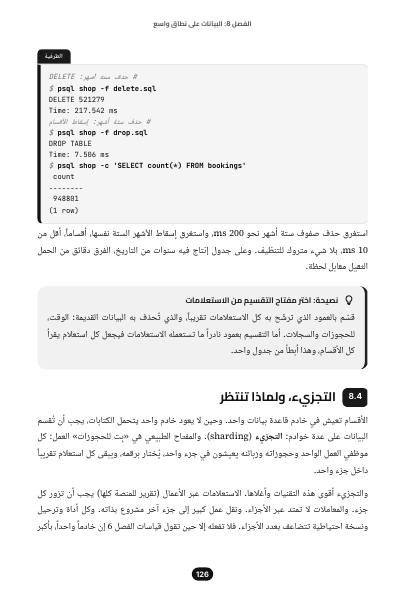 الفصل 8: البيانات على نطاق واسع
الطرفية
# حذف ستة أشهر: DELETE
$ psql shop -f delete.sql
DELETE 521279
Time: 217.542 ms
# حذف ستة أشهر: إسقاط الأقسام
$ psql shop -f drop.sql
DROP TABLE
Time: 7.506 ms
$ psql shop -c 'SELECT count(*) FROM bookings'
count
--------
948801
(1 row)
استغرق حذف صفوف ستة أشهر نحو 200 ms، واستغرق إسقاط الأشهر الستة نفسها، أقساماً، أقل من
10 ms، بلا شيء متروك للتنظيف. وعلى جدول إنتاج فيه سنوات من التاريخ، الفرق دقائق من الحمل
الثقيل مقابل لحظة.
نصيحة: اختر مفتاح التقسيم من الاستعلامات
قسّم بالعمود الذي ترشّح به كل الاستعلامات تقريباً، والذي تُحذف به البيانات القديمة: الوقت،
للحجوزات والسجلات. أما التقسيم بعمود نادراً ما تستعمله الاستعلامات فيجعل كل استعلام يقرأ
كل الأقسام، وهذا أبطأ من جدول واحد.
8.4 التجزيء، ولماذا تنتظر
الأقسام تعيش في خادم قاعدة بيانات واحد. وحين لا يعود خادم واحد يتحمل الكتابات، يجب أن تُقسم
البيانات على عدة خوادم: التجزيء (sharding). والمفتاح الطبيعي في «بِت للحجوزات» العمل: كل
موظفي العمل الواحد وحجوزاته وزبائنه يعيشون في جزء واحد، يُختار برقمه، ويبقى كل استعلام تقريباً
داخل جزء واحد.
والتجزيء أقوى هذه التقنيات وأغلاها. الاستعلامات عبر الأعمال (تقرير للمنصة كلها) يجب أن تزور كل
جزء. والمعاملات لا تمتد عبر الأجزاء. ونقل عمل كبير إلى جزء آخر مشروع بذاته. وكل أداة وترحيل
ونسخة احتياطية تتضاعف بعدد الأجزاء. فلا تفعله إلا حين تقول قياسات الفصل 6 إن خادماً واحداً، بأكبر
126